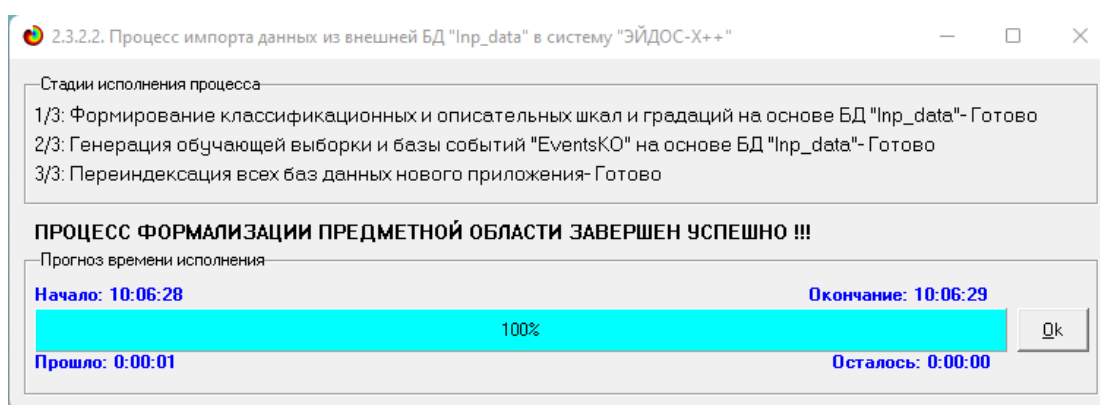 2.3.2.2. Процесс импорта данных из внешней БД "Inp_data" в систему "ЭЙДОС-X++"
Стадии исполнения процесса
1/3: Формирование классификационных и описательных шкал и градаций на основе БД "Inp_data"- Готово
2/3: Генерация обучающей выборки и базы событий "EventsKO" на основе БД "Inp_data"- Готово
3/3: Переиндексация всех баз данных нового приложения- Готово
ПРОЦЕСС ФОРМАЛИЗАЦИИ ПРЕДМЕТНОЙ ОБЛАСТИ ЗАВЕРШЕН УСПЕШНО !!!
Прогноз времени исполнения
Начало: 10:06:28 Окончание: 10:06:29
100% Ok
Прошло: 0:00:01 Осталось: 0:00:00